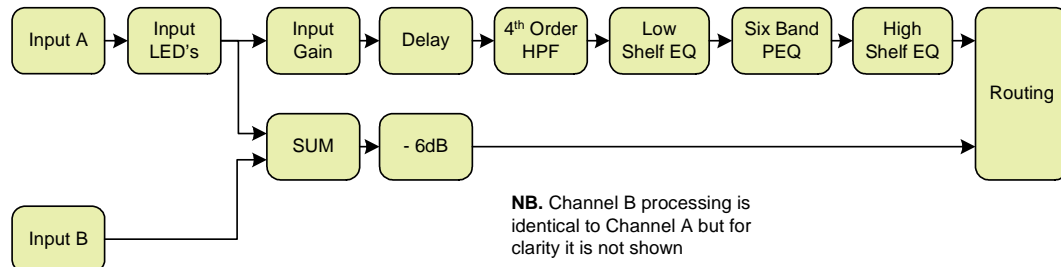 Input A
Input
LED's
Input
Gain
Delay
4th Order
HPF
Low
Shelf EQ
Six Band
PEQ
High
Shelf EQ
Routing
SUM
- 6dB
Input B
NB. Channel B processing is
identical to Channel A but for
clarity it is not shown